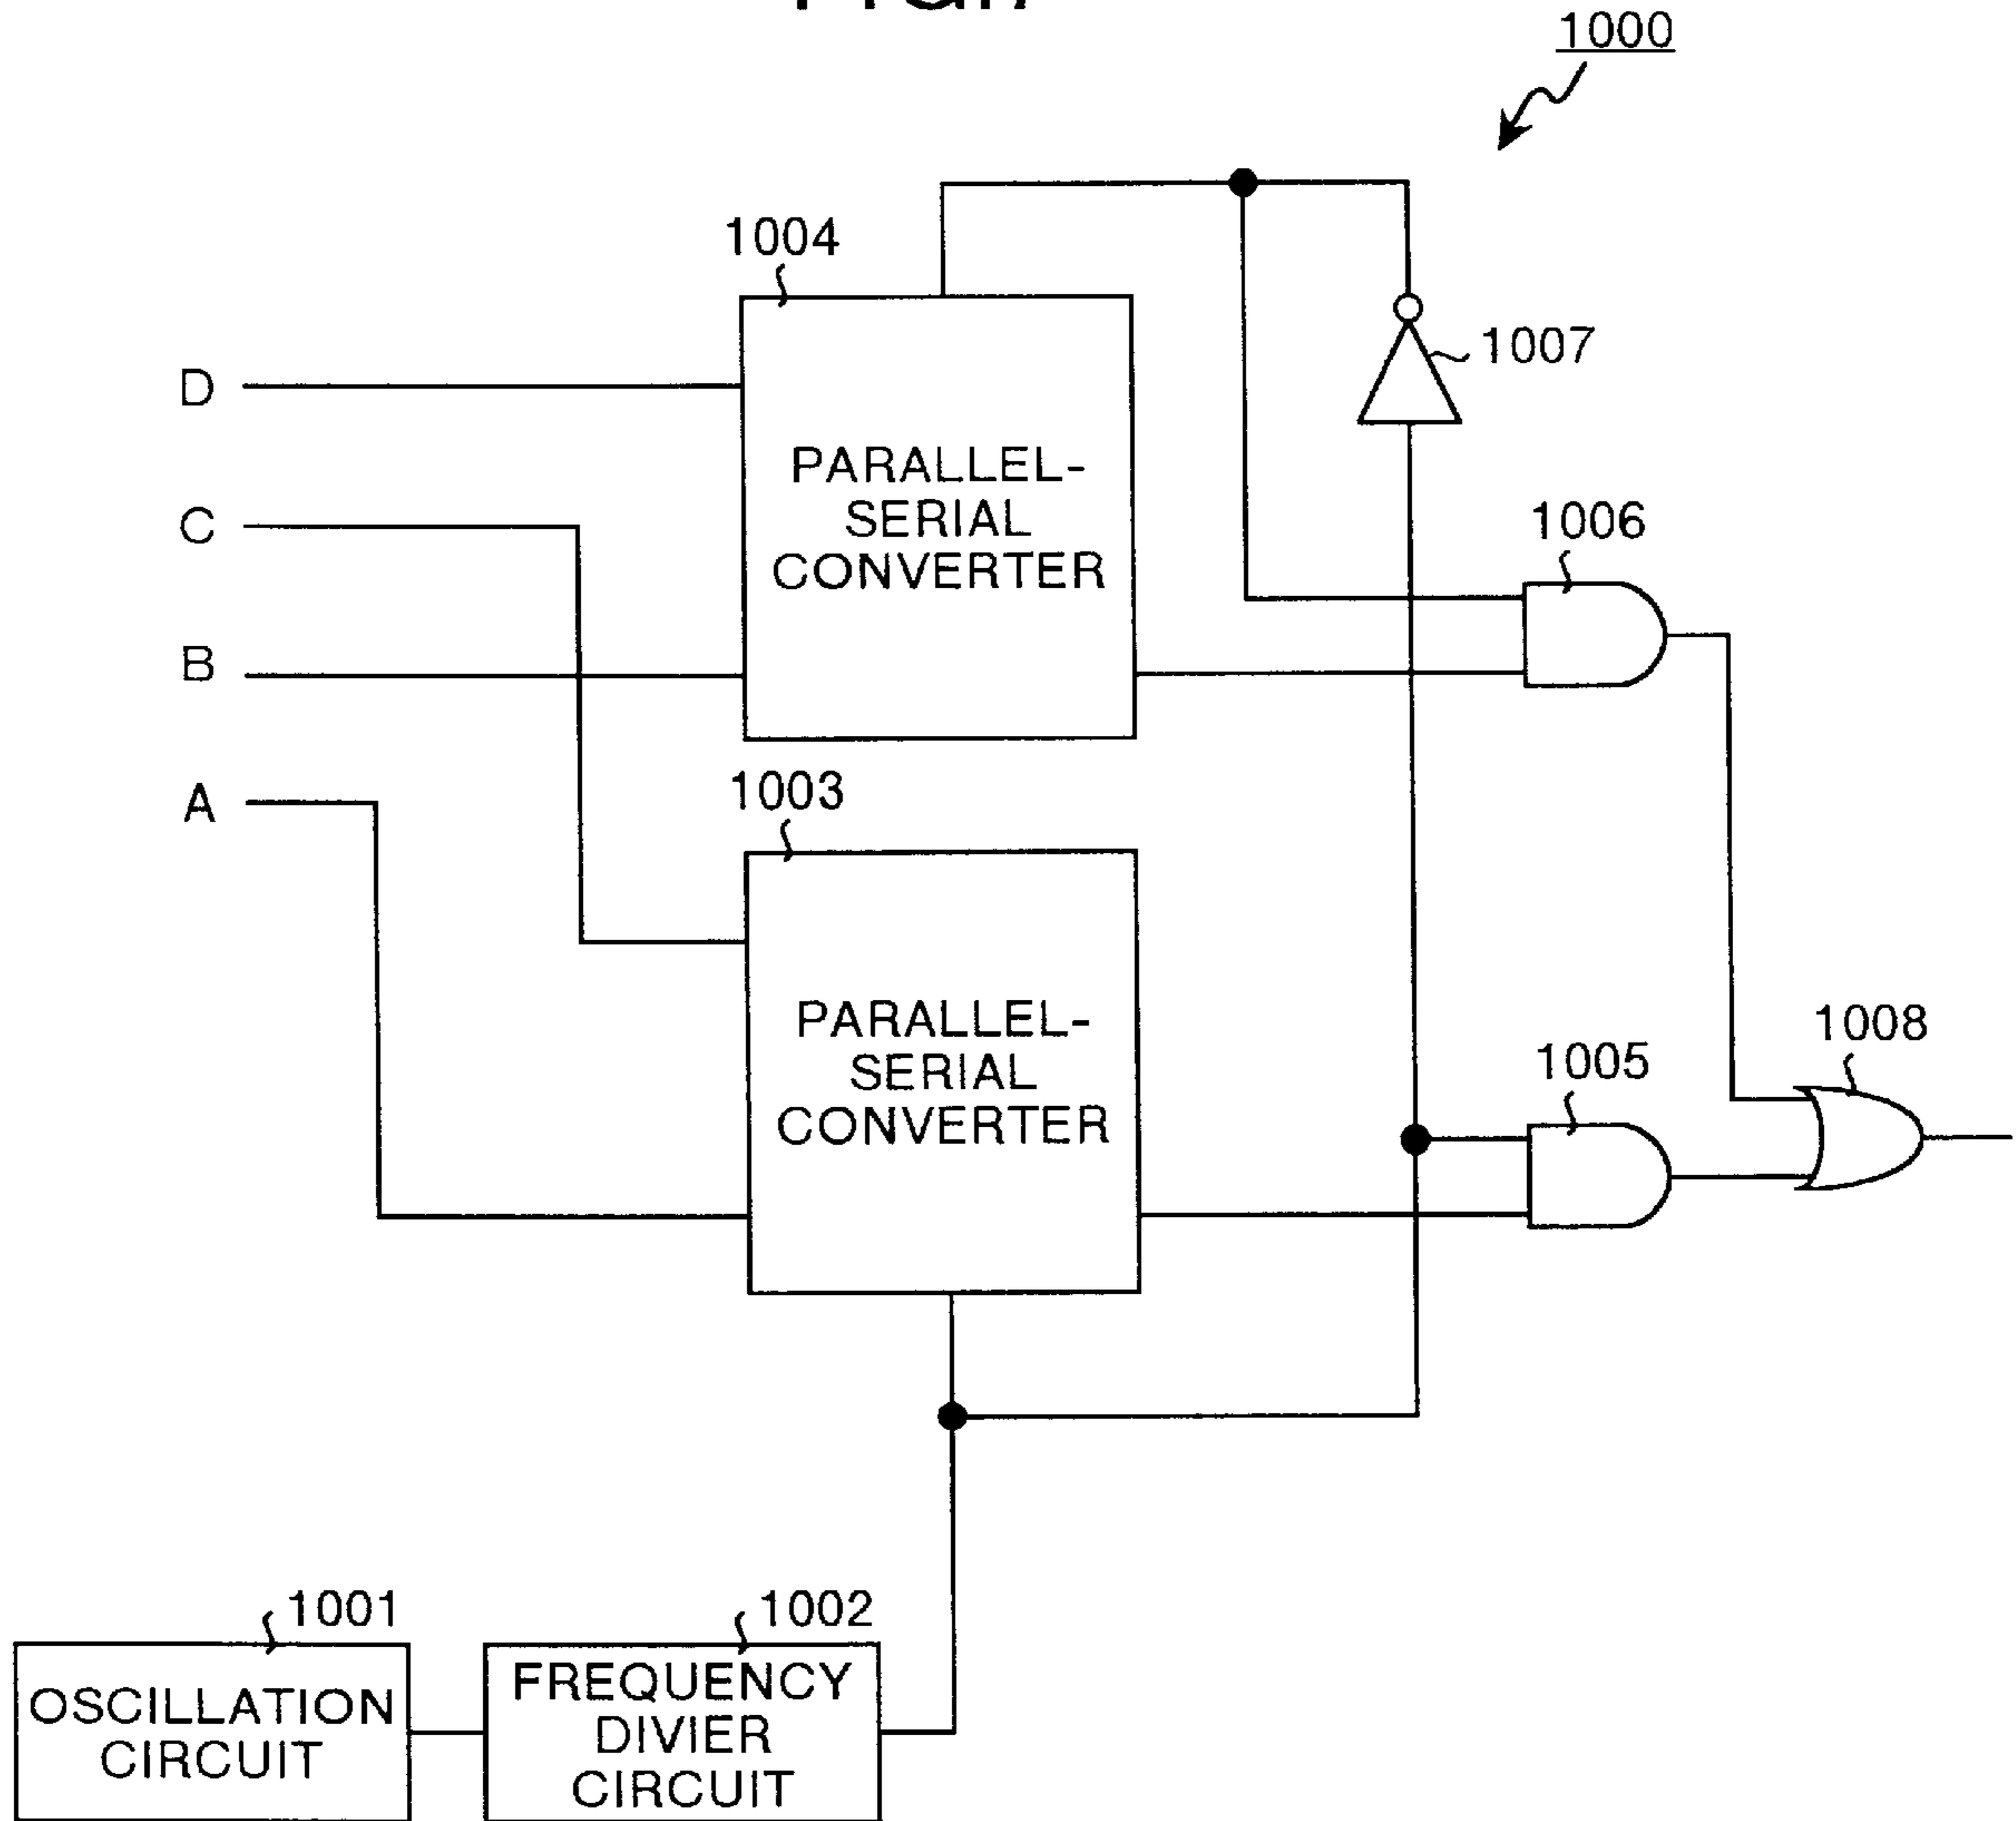 1000
1004
D
PARALLEL-
SERIAL
CONVERTER
1007
C
1006
B
A
1003
PARALLEL-
SERIAL
CONVERTER
1005
1008
1001
OSCILLATION
CIRCUIT
1002
FREQUENCY
DIVIER
CIRCUIT